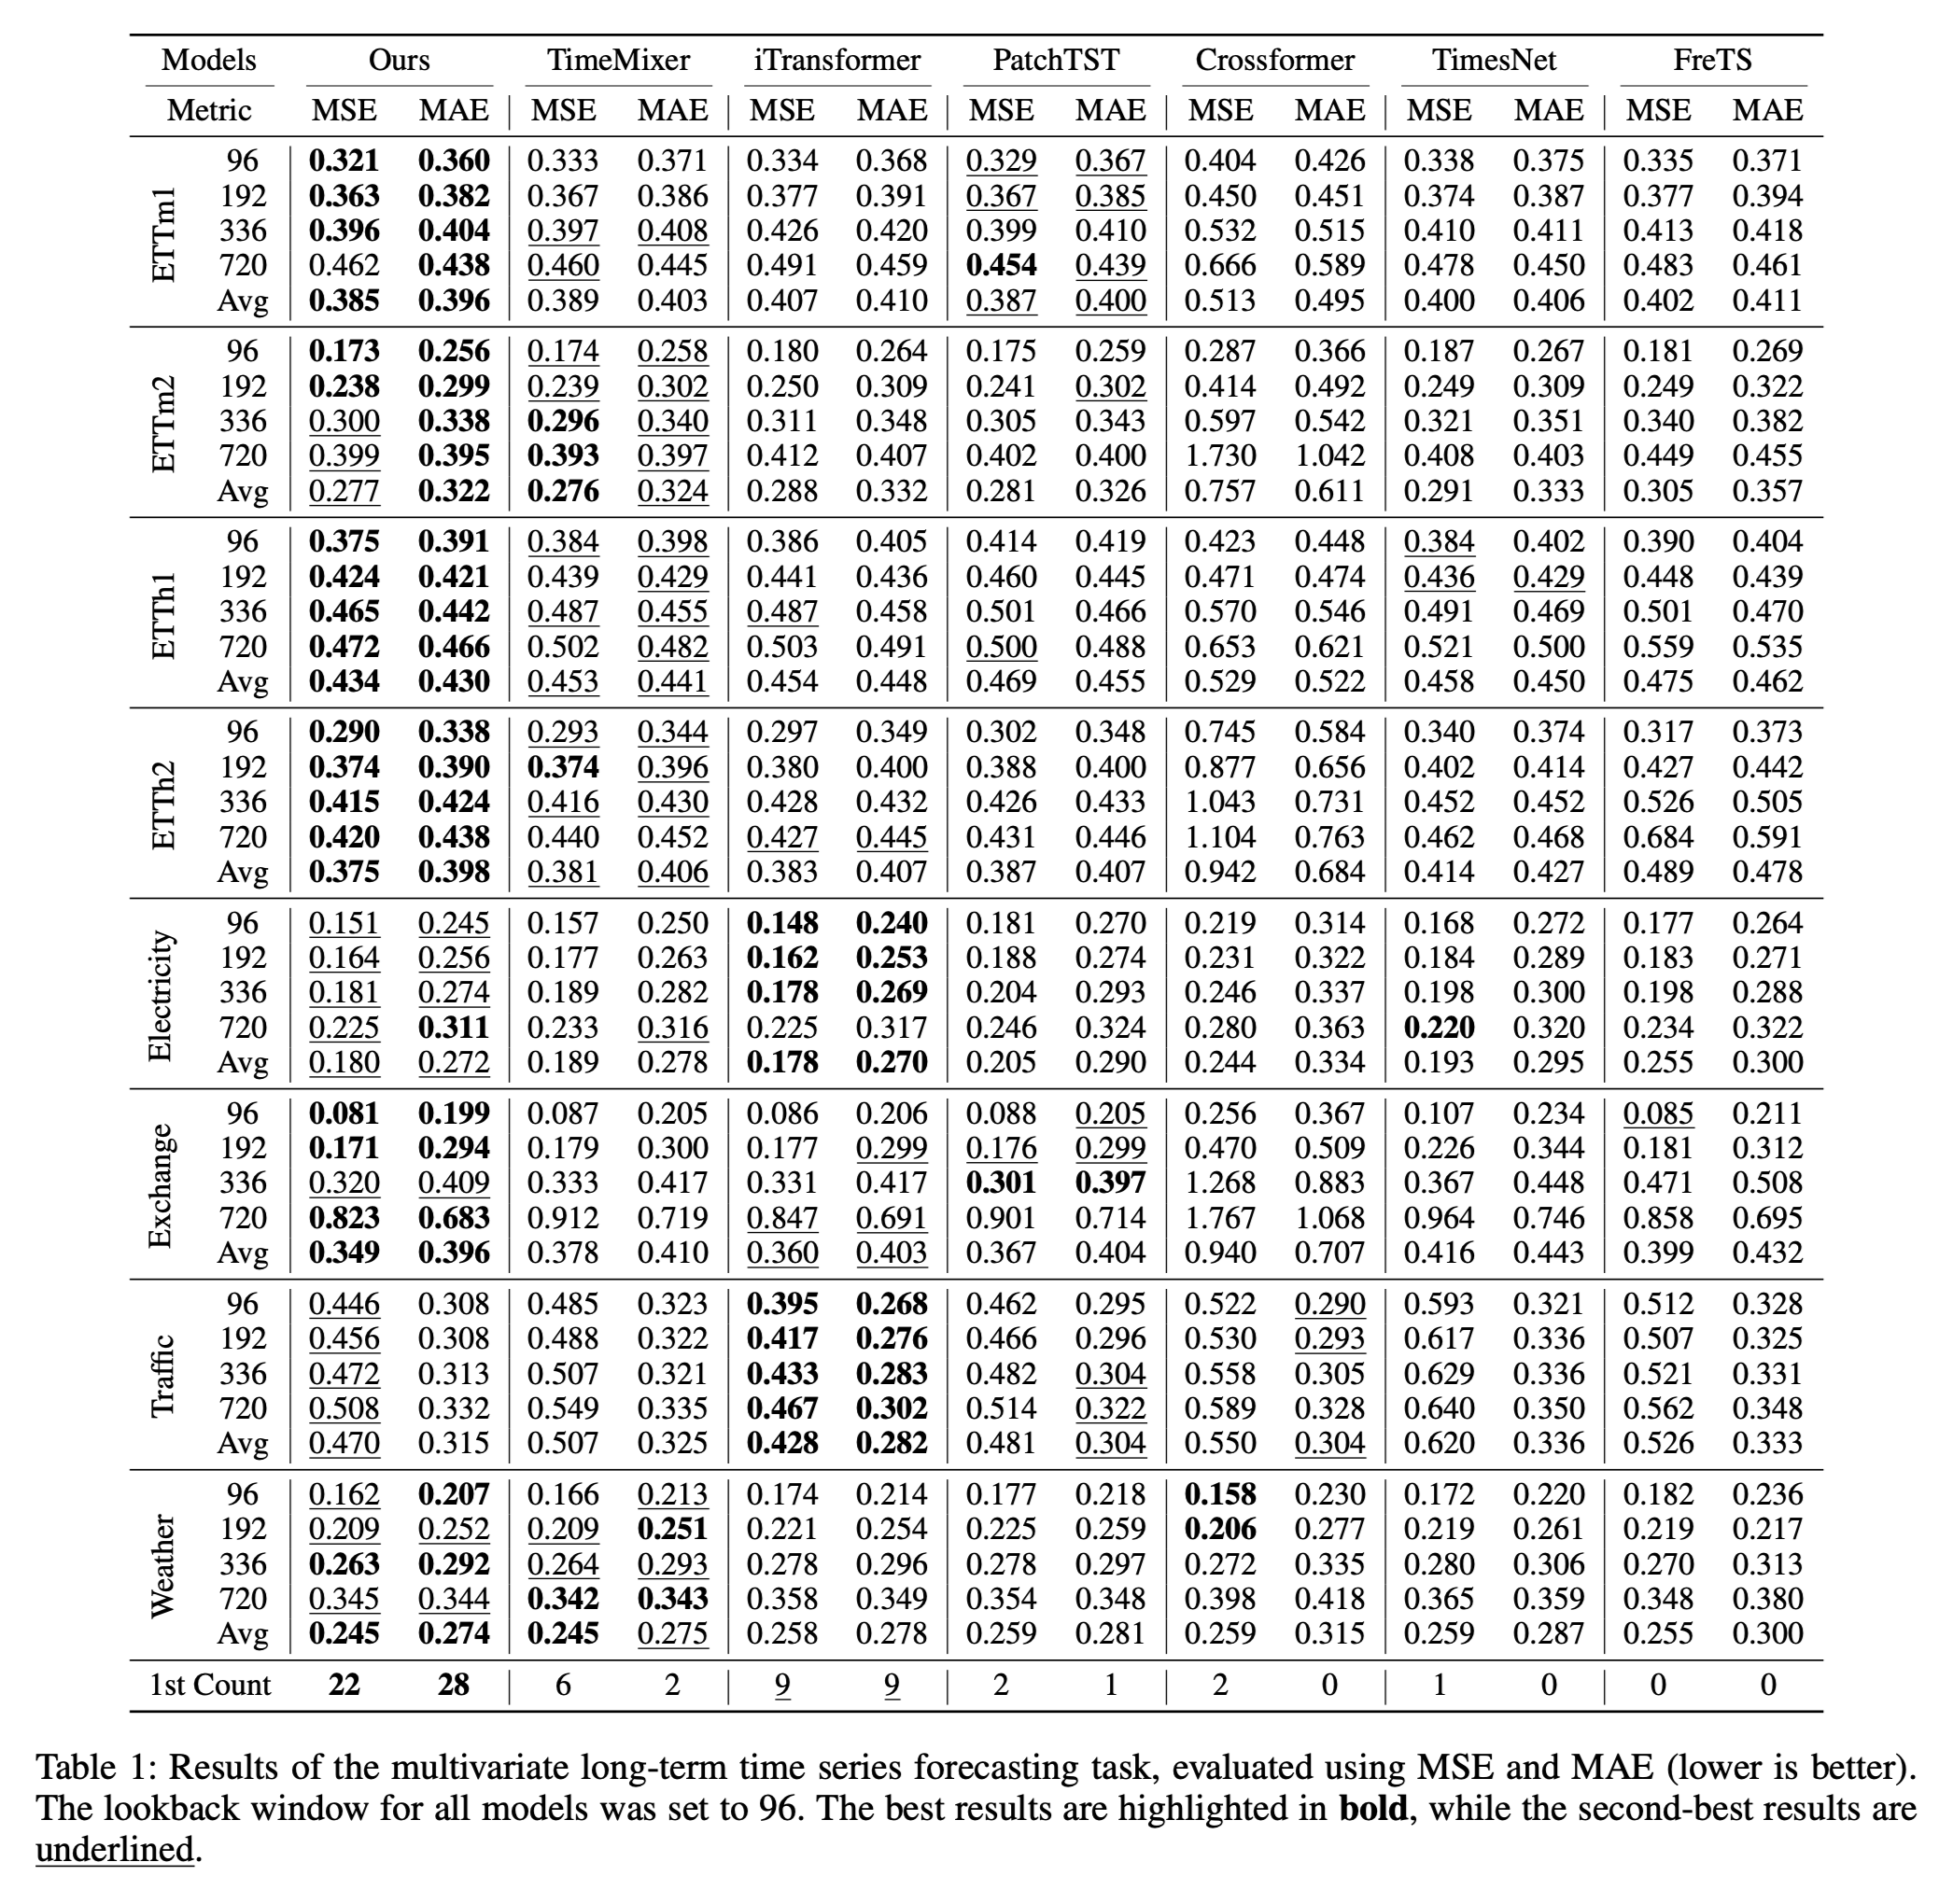 Models Ours TimeMixer iTransformer PatchTST Crossformer TimesNet FreTS
Metric MSE MAE MSE MAE MSE MAE MSE MAE MSE MAE MSE MAE MSE MAE
ETTm1
96 0.321 0.360 0.333 0.371 0.334 0.368 0.329 0.367 0.404 0.426 0.338 0.375 0.335 0.371
192 0.363 0.382 0.367 0.386 0.377 0.391 0.367 0.385 0.450 0.451 0.374 0.387 0.377 0.394
336 0.396 0.404 0.397 0.408 0.426 0.420 0.399 0.410 0.532 0.515 0.410 0.411 0.413 0.418
720 0.462 0.438 0.460 0.445 0.491 0.459 0.454 0.439 0.666 0.589 0.478 0.450 0.483 0.461
Avg 0.385 0.396 0.389 0.403 0.407 0.410 0.387 0.400 0.513 0.495 0.400 0.406 0.402 0.411
ETTm2
96 0.173 0.256 0.174 0.258 0.180 0.264 0.175 0.259 0.287 0.366 0.187 0.267 0.181 0.269
192 0.238 0.299 0.239 0.302 0.250 0.309 0.241 0.302 0.414 0.492 0.249 0.309 0.249 0.322
336 0.300 0.338 0.296 0.340 0.311 0.348 0.305 0.343 0.597 0.542 0.321 0.351 0.340 0.382
720 0.399 0.395 0.393 0.397 0.412 0.407 0.402 0.400 1.730 1.042 0.408 0.403 0.449 0.455
Avg 0.277 0.322 0.276 0.324 0.288 0.332 0.281 0.326 0.757 0.611 0.291 0.333 0.305 0.357
ETTh1
96 0.375 0.391 0.384 0.398 0.386 0.405 0.414 0.419 0.423 0.448 0.384 0.402 0.390 0.404
192 0.424 0.421 0.439 0.429 0.441 0.436 0.460 0.445 0.471 0.474 0.436 0.429 0.448 0.439
336 0.465 0.442 0.487 0.455 0.487 0.458 0.501 0.466 0.570 0.546 0.491 0.469 0.501 0.470
720 0.472 0.466 0.502 0.482 0.503 0.491 0.500 0.488 0.653 0.621 0.521 0.500 0.559 0.535
Avg 0.434 0.430 0.453 0.441 0.454 0.448 0.469 0.455 0.529 0.522 0.458 0.450 0.475 0.462
ETTh2
96 0.290 0.338 0.293 0.344 0.297 0.349 0.302 0.348 0.745 0.584 0.340 0.374 0.317 0.373
192 0.374 0.390 0.374 0.396 0.380 0.400 0.388 0.400 0.877 0.656 0.402 0.414 0.427 0.442
336 0.415 0.424 0.416 0.430 0.428 0.432 0.426 0.433 1.043 0.731 0.452 0.452 0.526 0.505
720 0.420 0.438 0.440 0.452 0.427 0.445 0.431 0.446 1.104 0.763 0.462 0.468 0.684 0.591
Avg 0.375 0.398 0.381 0.406 0.383 0.407 0.387 0.407 0.942 0.684 0.414 0.427 0.489 0.478
Electricity
96 0.151 0.245 0.157 0.250 0.148 0.240 0.181 0.270 0.219 0.314 0.168 0.272 0.177 0.264
192 0.164 0.256 0.177 0.263 0.162 0.253 0.188 0.274 0.231 0.322 0.184 0.289 0.183 0.271
336 0.181 0.274 0.189 0.282 0.178 0.269 0.204 0.293 0.246 0.337 0.198 0.300 0.198 0.288
720 0.225 0.311 0.233 0.316 0.225 0.317 0.246 0.324 0.280 0.363 0.220 0.320 0.234 0.322
Avg 0.180 0.272 0.189 0.278 0.178 0.270 0.205 0.290 0.244 0.334 0.193 0.295 0.255 0.300
Exchange
96 0.081 0.199 0.087 0.205 0.086 0.206 0.088 0.205 0.256 0.367 0.107 0.234 0.085 0.211
192 0.171 0.294 0.179 0.300 0.177 0.299 0.176 0.299 0.470 0.509 0.226 0.344 0.181 0.312
336 0.320 0.409 0.333 0.417 0.331 0.417 0.301 0.397 1.268 0.883 0.367 0.448 0.471 0.508
720 0.823 0.683 0.912 0.719 0.847 0.691 0.901 0.714 1.767 1.068 0.964 0.746 0.858 0.695
Avg 0.349 0.396 0.378 0.410 0.360 0.403 0.367 0.404 0.940 0.707 0.416 0.443 0.399 0.432
Traffic
96 0.446 0.308 0.485 0.323 0.395 0.268 0.462 0.295 0.522 0.290 0.593 0.321 0.512 0.328
192 0.456 0.308 0.488 0.322 0.417 0.276 0.466 0.296 0.530 0.293 0.617 0.336 0.507 0.325
336 0.472 0.313 0.507 0.321 0.433 0.283 0.482 0.304 0.558 0.305 0.629 0.336 0.521 0.331
720 0.508 0.332 0.549 0.335 0.467 0.302 0.514 0.322 0.589 0.328 0.640 0.350 0.562 0.348
Avg 0.470 0.315 0.507 0.325 0.428 0.282 0.481 0.304 0.550 0.304 0.620 0.336 0.526 0.333
Weather
96 0.162 0.207 0.166 0.213 0.174 0.214 0.177 0.218 0.158 0.230 0.172 0.220 0.182 0.236
192 0.209 0.252 0.209 0.251 0.221 0.254 0.225 0.259 0.206 0.277 0.219 0.261 0.219 0.217
336 0.263 0.292 0.264 0.293 0.278 0.296 0.278 0.297 0.272 0.335 0.280 0.306 0.270 0.313
720 0.345 0.344 0.342 0.343 0.358 0.349 0.354 0.348 0.398 0.418 0.365 0.359 0.348 0.380
Avg 0.245 0.274 0.245 0.275 0.258 0.278 0.259 0.281 0.259 0.315 0.259 0.287 0.255 0.300
1st Count 22 28 6 2 9 9 2 1 2 0 1 0 0 0
Table 1: Results of the multivariate long-term time series forecasting task, evaluated using MSE and MAE (lower is better).
The lookback window for all models was set to 96. The best results are highlighted in bold, while the second-best results are
underlined.